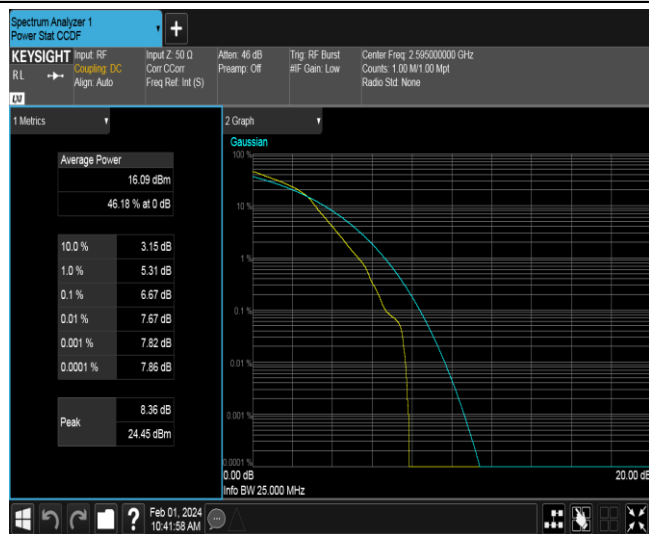 Spectrum Analyzer 1
Power Stat CCDF
+
KEYSIGHT Input: RF Input Z: 50 Ω Atten: 46 dB Trig: RF Burst Center Freq: 2.595000000 GHz
RL Coupling: DC Corr CCorr Preamp: Off #IF Gain: Low Counts: 1.00 M/1.00 Mpt
Align: Auto Freq Ref: Int (S) Radio Std: None
LXI
1 Metrics
Average Power
16.09 dBm
46.18 % at 0 dB
10.0 % 3.15 dB
1.0 % 5.31 dB
0.1 % 6.67 dB
0.01 % 7.67 dB
0.001 % 7.82 dB
0.0001 % 7.86 dB
Peak 8.36 dB
24.45 dBm
2 Graph
Gaussian
100 %
10 %
1 %
0.1 %
0.01 %
0.001 %
0.0001 %
0.00 dB 20.00 dB
Info BW 25.000 MHz
? Feb 01, 2024
10:41:58 AM